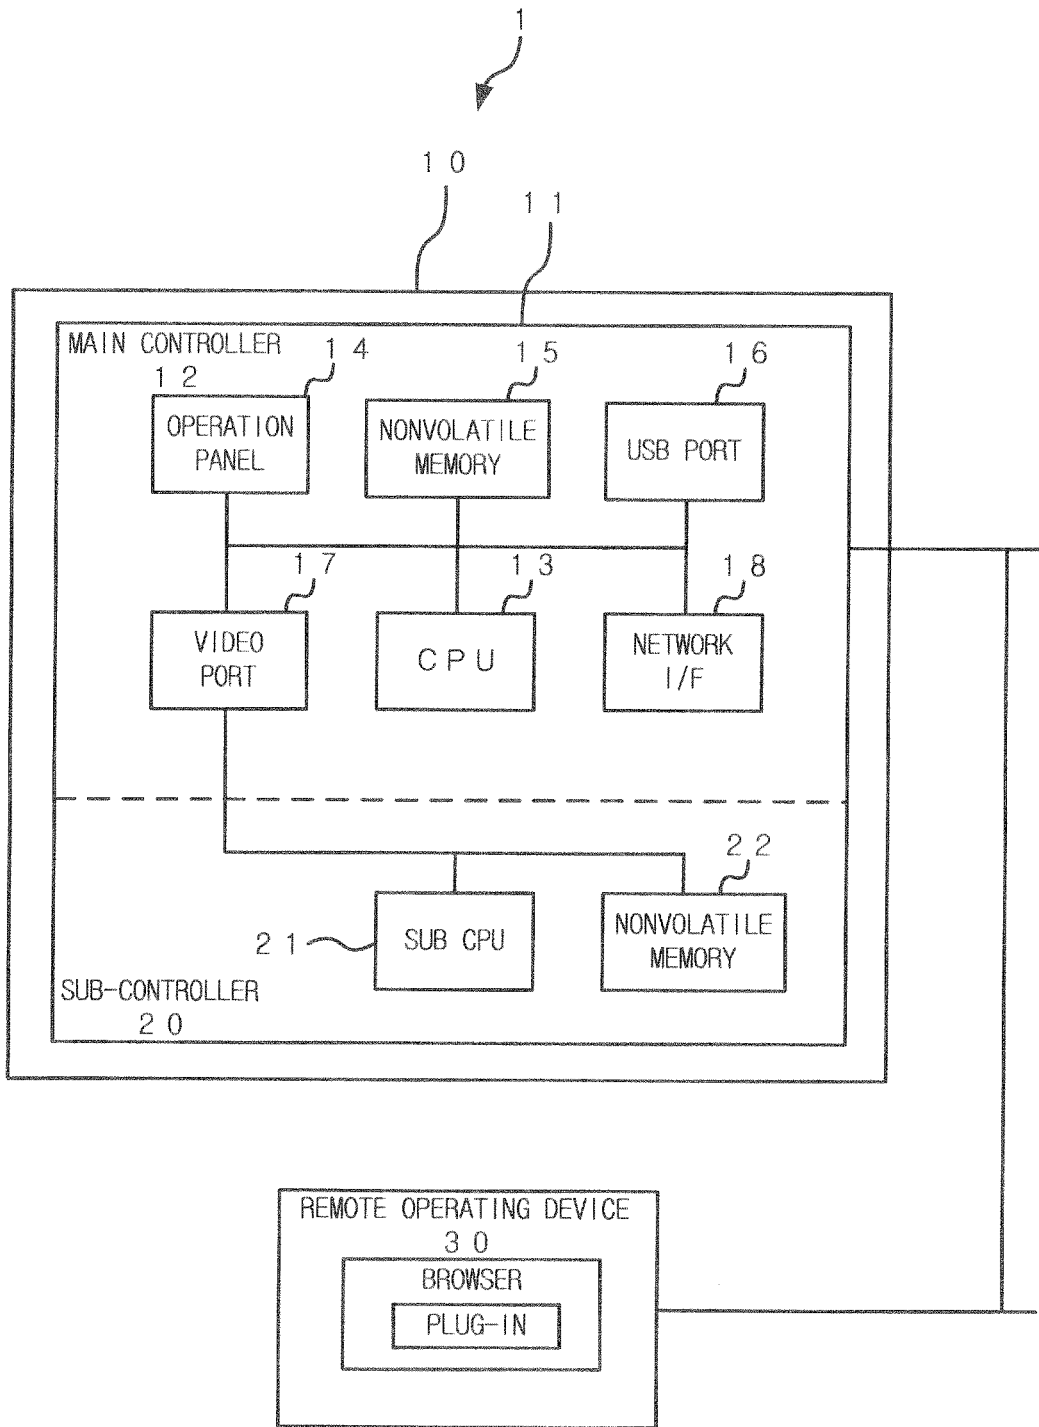 1
10
11
MAIN CONTROLLER
12
14
15
16
OPERATION
PANEL
NONVOLATILE
MEMORY
USB PORT
17
13
18
VIDEO
PORT
CPU
NETWORK
I/F
22
21
SUB CPU
NONVOLATILE
MEMORY
SUB-CONTROLLER
20
REMOTE OPERATING DEVICE
30
BROWSER
PLUG-IN